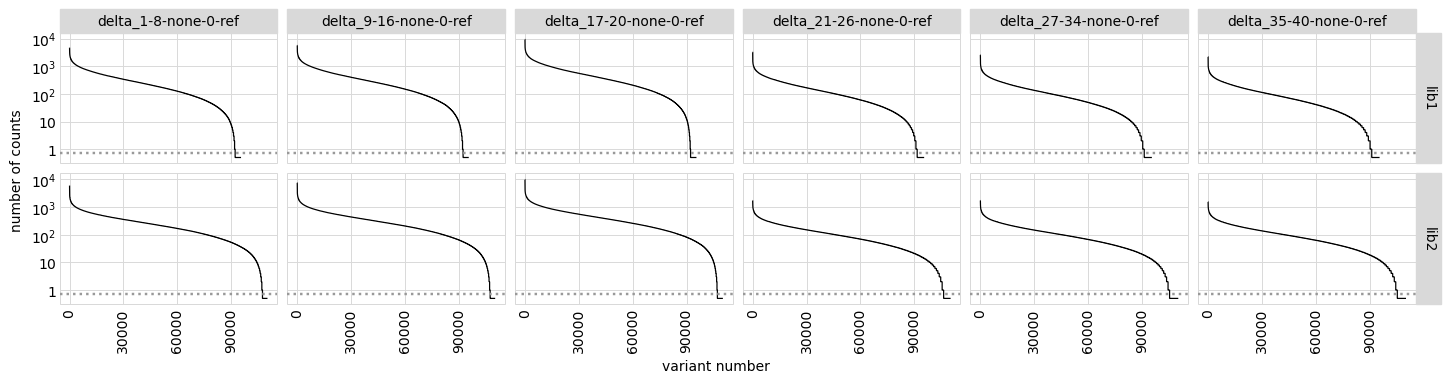 delta_1-8-none-0-ref delta_9-16-none-0-ref delta_17-20-none-0-ref delta_21-26-none-0-ref delta_27-34-none-0-ref delta_35-40-none-0-ref
10⁴
10³
10²
10
1
lib1
number of counts
10⁴
10³
10²
10
1
lib2
0 30000 60000 90000 0 30000 60000 90000 0 30000 60000 90000 0 30000 60000 90000 0 30000 60000 90000 0 30000 60000 90000
variant number